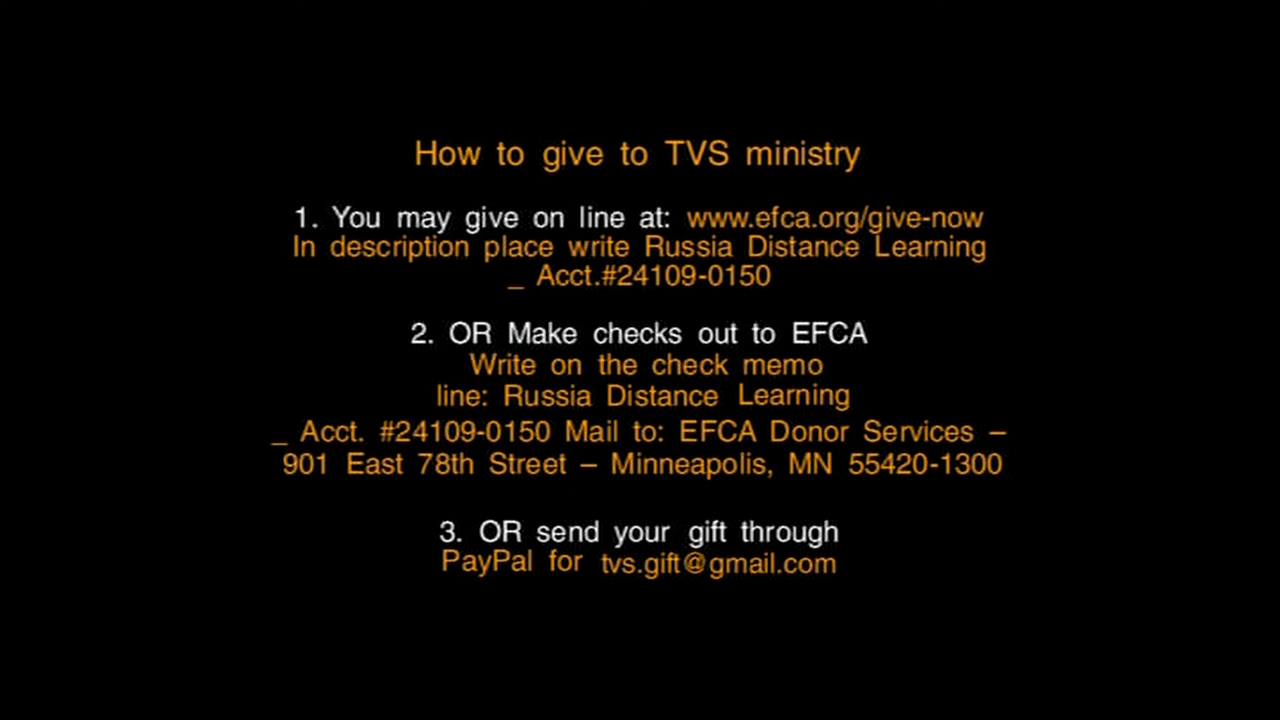 How to give to TVS ministry
1. You may give on line at: www.efca.org/give-now
In description place write Russia Distance Learning
_ Acct.#24109-0150
2. OR Make checks out to EFCA
Write on the check memo
line: Russia Distance Learning
_ Acct. #24109-0150 Mail to: EFCA Donor Services –
901 East 78th Street – Minneapolis, MN 55420-1300
3. OR send your gift through
PayPal for tvs.gift@gmail.com